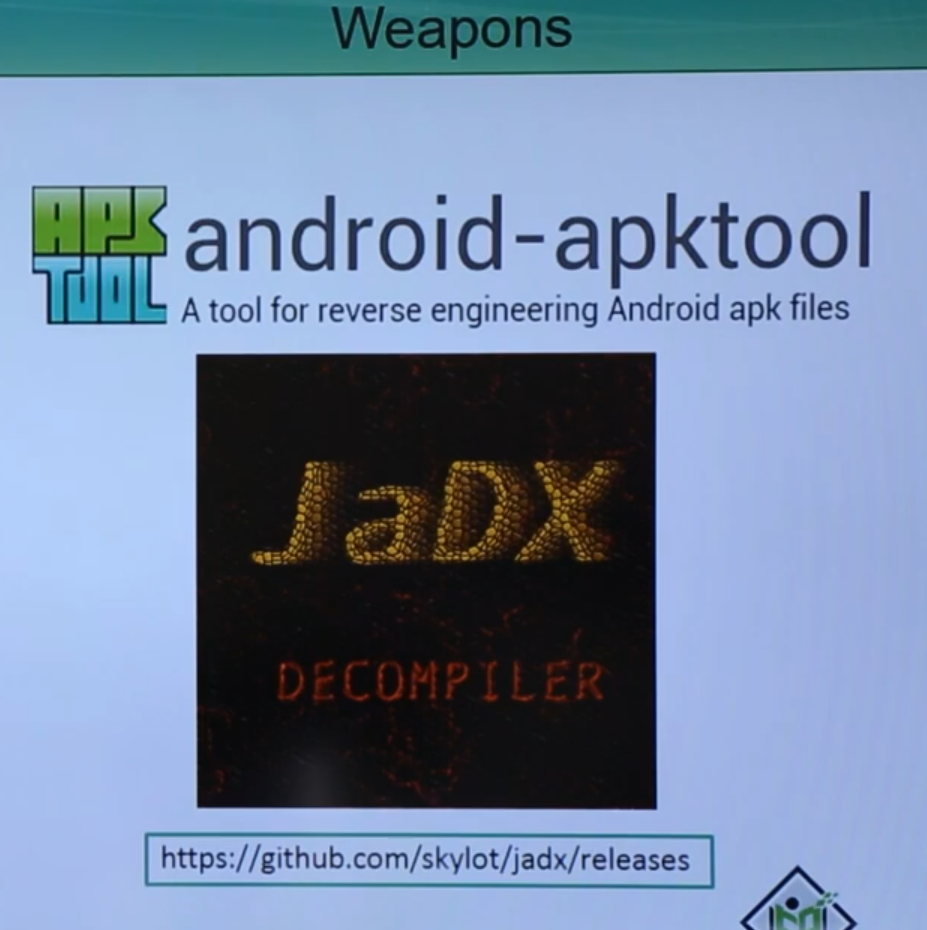 Weapons
APK
TOOL
android-apktool
A tool for reverse engineering Android apk files
JaDX
DECOMPILER
https://github.com/skylot/jadx/releases